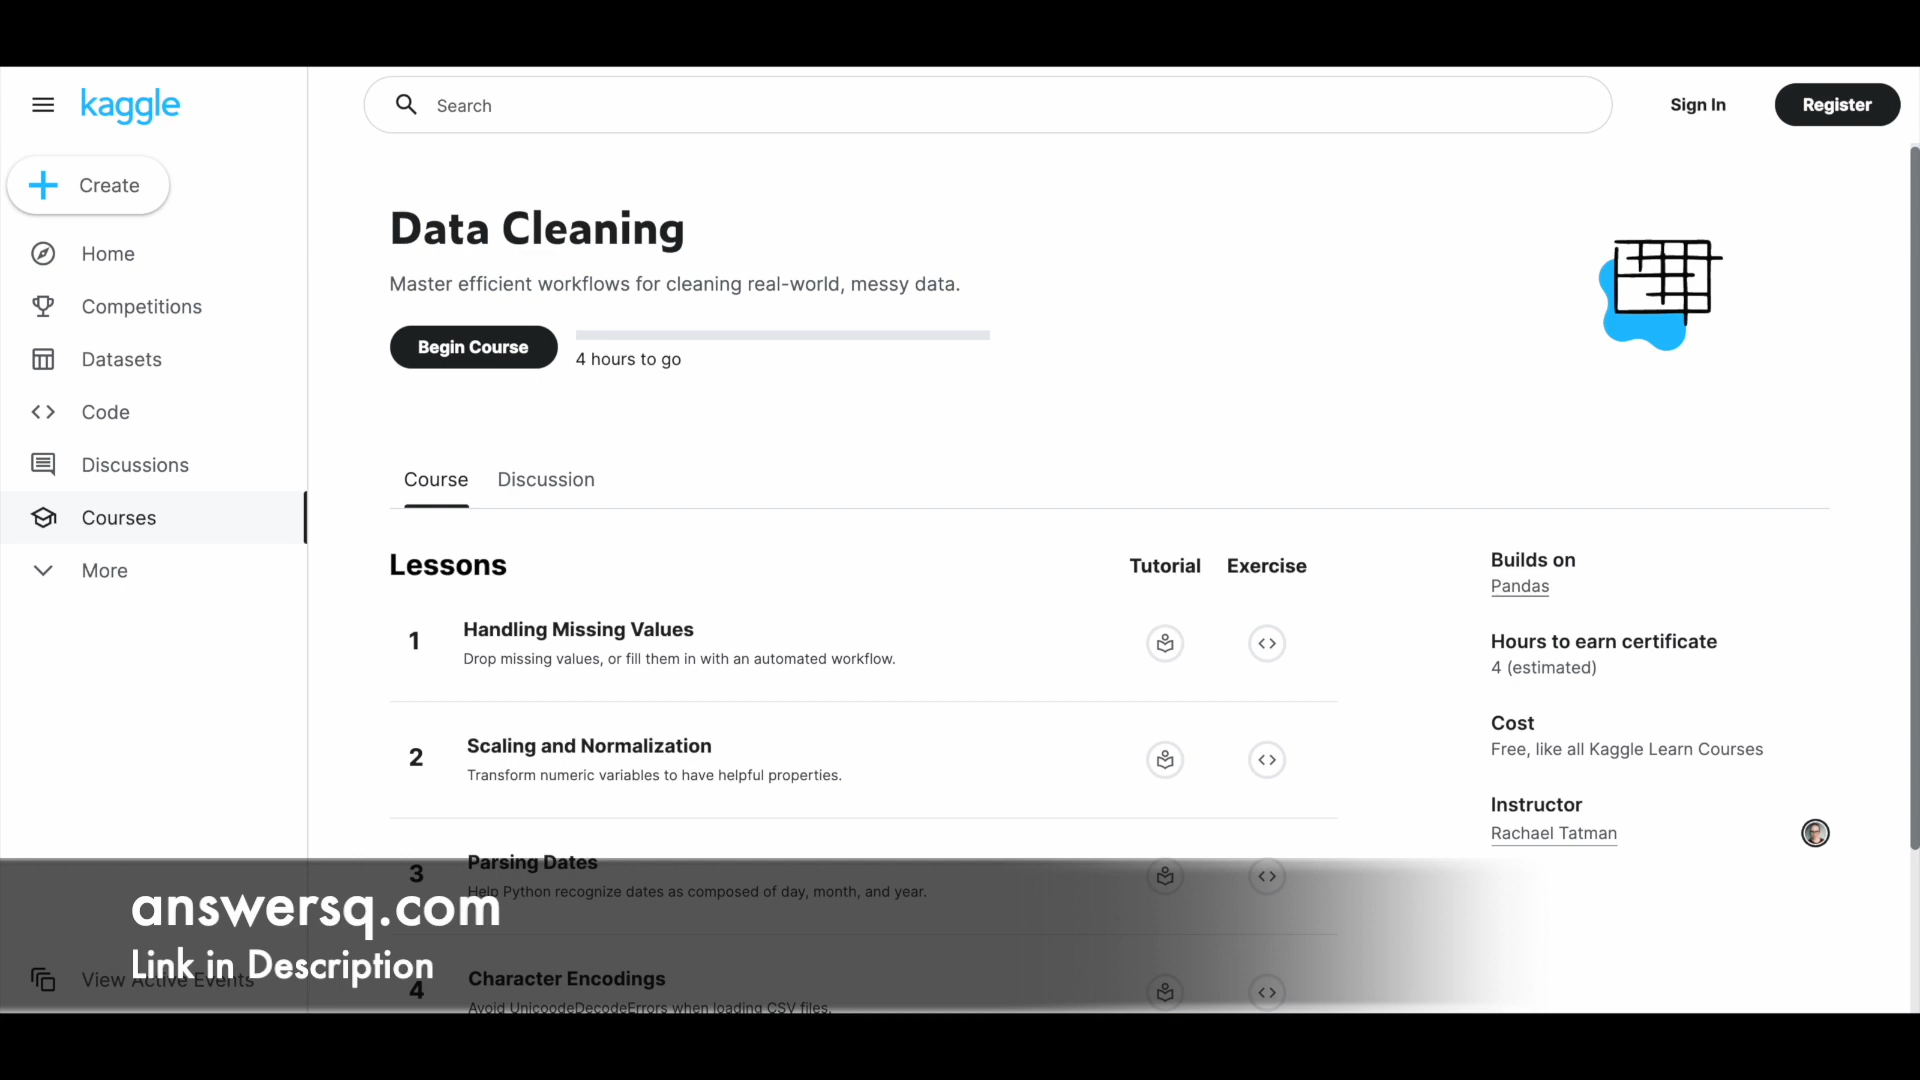 kaggle
Search
Sign In
Register
Create
Home
Competitions
Datasets
Code
Discussions
Courses
More
View Active Events
Data Cleaning
Master efficient workflows for cleaning real-world, messy data.
Begin Course
4 hours to go
Course
Discussion
Lessons
Tutorial
Exercise
1
Handling Missing Values
Drop missing values, or fill them in with an automated workflow.
2
Scaling and Normalization
Transform numeric variables to have helpful properties.
3
Parsing Dates
Help Python recognize dates as composed of day, month, and year.
4
Character Encodings
Avoid UnicoodeDecodeErrors when loading CSV files.
Builds on
Pandas
Hours to earn certificate
4 (estimated)
Cost
Free, like all Kaggle Learn Courses
Instructor
Rachael Tatman
answersq.com
Link in Description